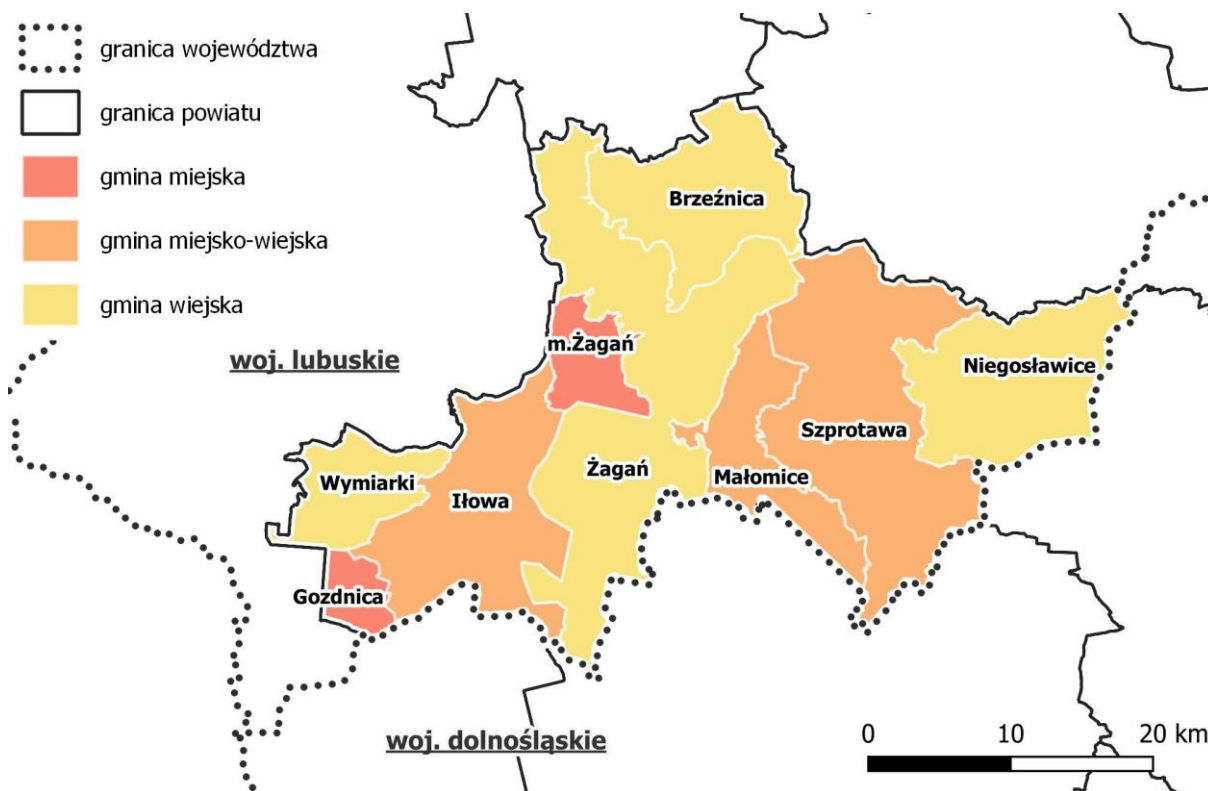 granica województwa
granica powiatu
gmina miejska
gmina miejsko-wiejska
gmina wiejska
Brzeźnica
m.Żagań
woj. lubuskie
Niegosławice
Szprotawa
Żagań
Małomice
Wymiarki
Iłowa
Gozdnica
woj. dolnośląskie
0 10 20 km